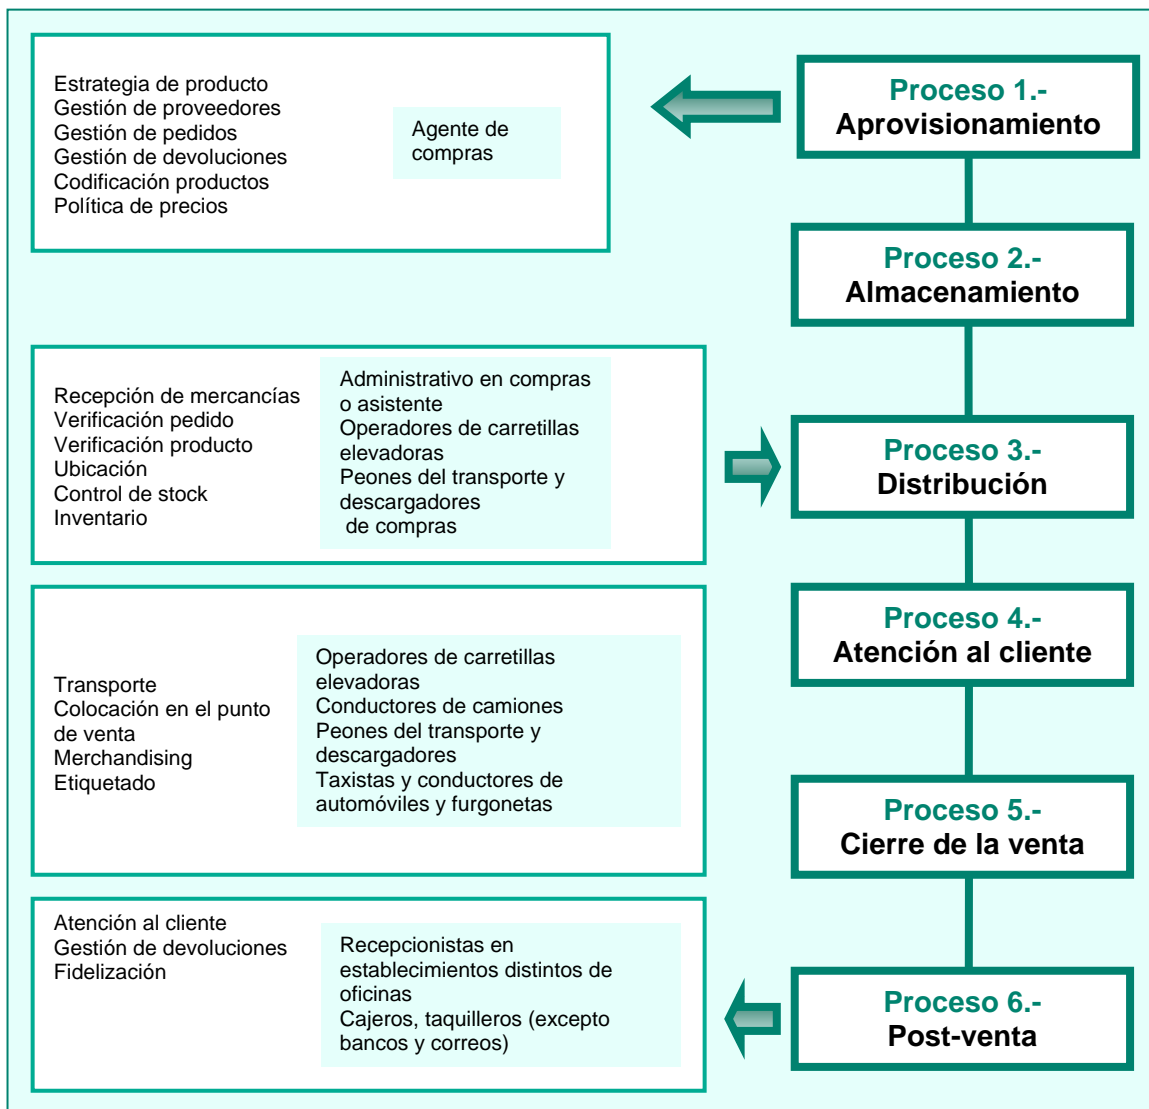 Estrategia de producto
Gestión de proveedores
Gestión de pedidos
Gestión de devoluciones
Codificación productos
Política de precios
Agente de
compras
Proceso 1.-
Aprovisionamiento
Proceso 2.-
Almacenamiento
Recepción de mercancías
Verificación pedido
Verificación producto
Ubicación
Control de stock
Inventario
Administrativo en compras
o asistente
Operadores de carretillas
elevadoras
Peones del transporte y
descargadores
de compras
Proceso 3.-
Distribución
Proceso 4.-
Atención al cliente
Transporte
Colocación en el punto
de venta
Merchandising
Etiquetado
Operadores de carretillas
elevadoras
Conductores de camiones
Peones del transporte y
descargadores
Taxistas y conductores de
automóviles y furgonetas
Proceso 5.-
Cierre de la venta
Atención al cliente
Gestión de devoluciones
Fidelización
Recepcionistas en
establecimientos distintos de
oficinas
Cajeros, taquilleros (excepto
bancos y correos)
Proceso 6.-
Post-venta